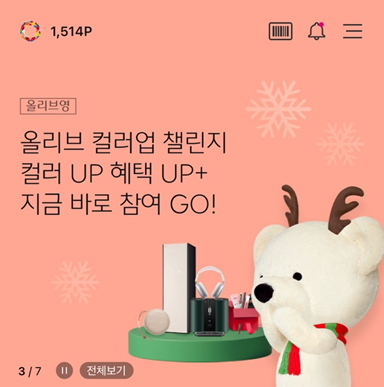 1,514P
올리브영
올리브 컬러업 챌린지
컬러 UP 혜택 UP+
지금 바로 참여 GO!
3 / 7
전체보기